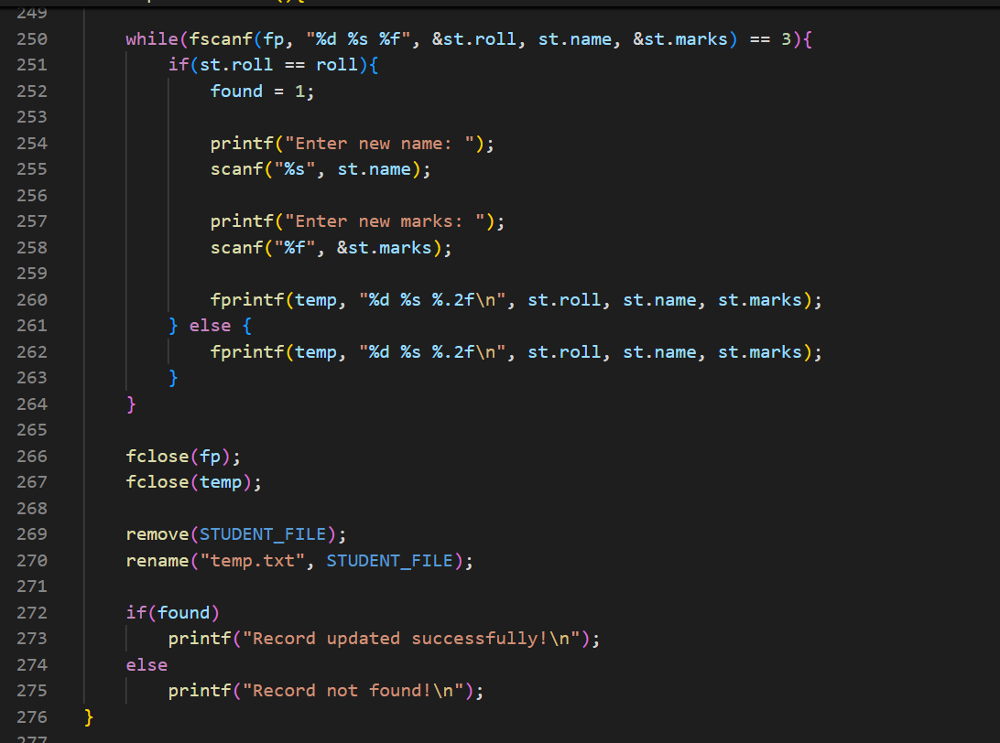 249
250 while(fscanf(fp, "%d %s %f", &st.roll, st.name, &st.marks) == 3){
251 if(st.roll == roll){
252 found = 1;
253
254 printf("Enter new name: ");
255 scanf("%s", st.name);
256
257 printf("Enter new marks: ");
258 scanf("%f", &st.marks);
259
260 fprintf(temp, "%d %s %.2f\n", st.roll, st.name, st.marks);
261 } else {
262 fprintf(temp, "%d %s %.2f\n", st.roll, st.name, st.marks);
263 }
264 }
265
266 fclose(fp);
267 fclose(temp);
268
269 remove(STUDENT_FILE);
270 rename("temp.txt", STUDENT_FILE);
271
272 if(found)
273 printf("Record updated successfully!\n");
274 else
275 printf("Record not found!\n");
276 }
277